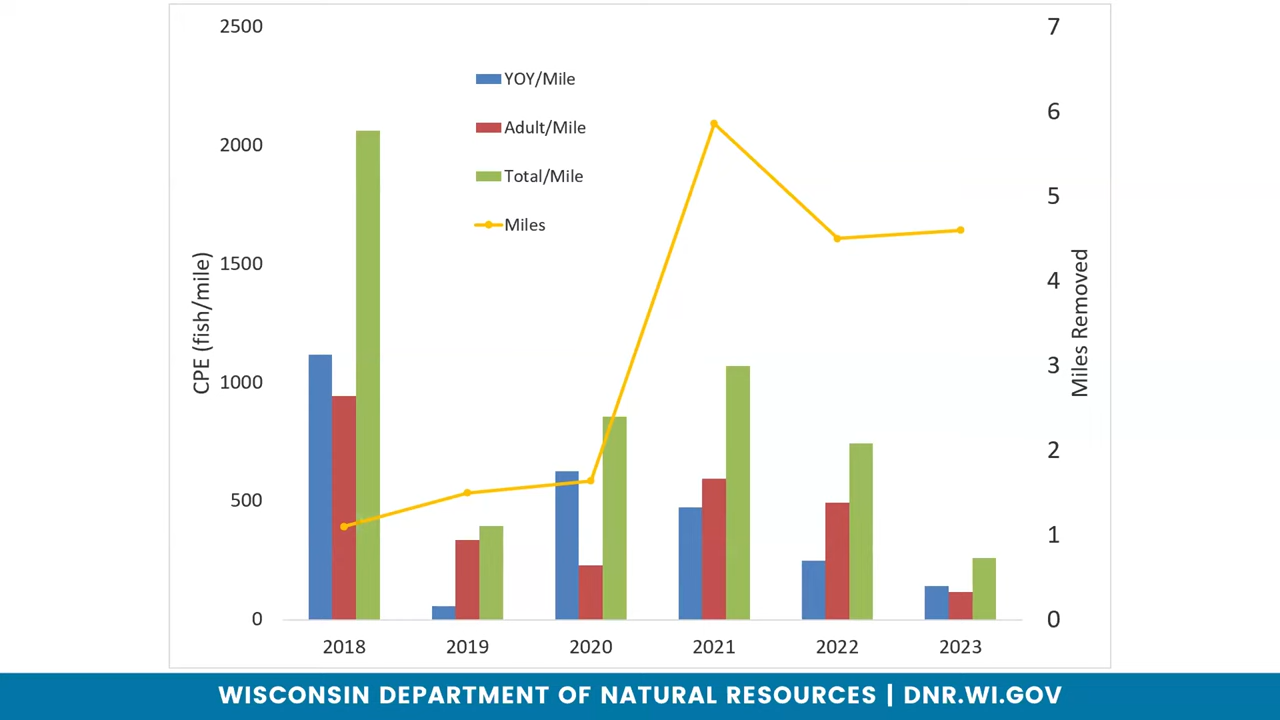 2500
2000
1500
1000
500
0
CPE (fish/mile)
YOY/Mile
Adult/Mile
Total/Mile
Miles
7
6
5
4
3
2
1
0
Miles Removed
2018 2019 2020 2021 2022 2023
WISCONSIN DEPARTMENT OF NATURAL RESOURCES | DNR.WI.GOV